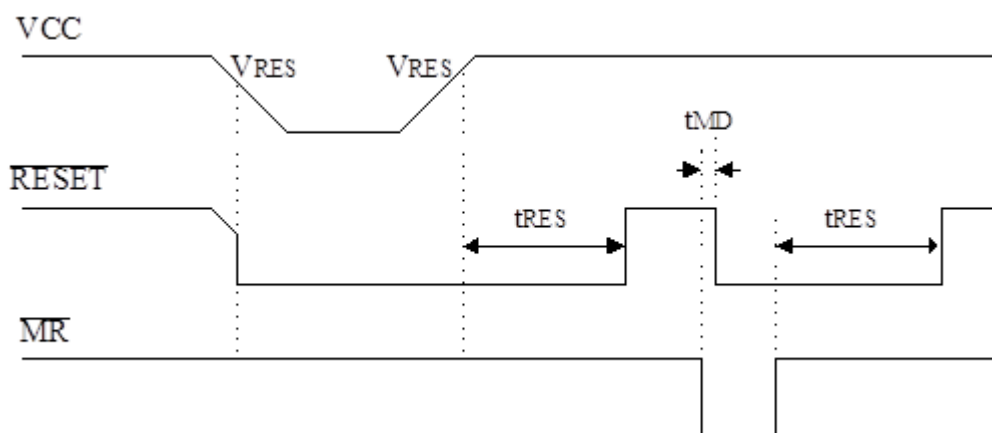 VCC
VRES VRES
tMD
RESET
tRES tRES
MR